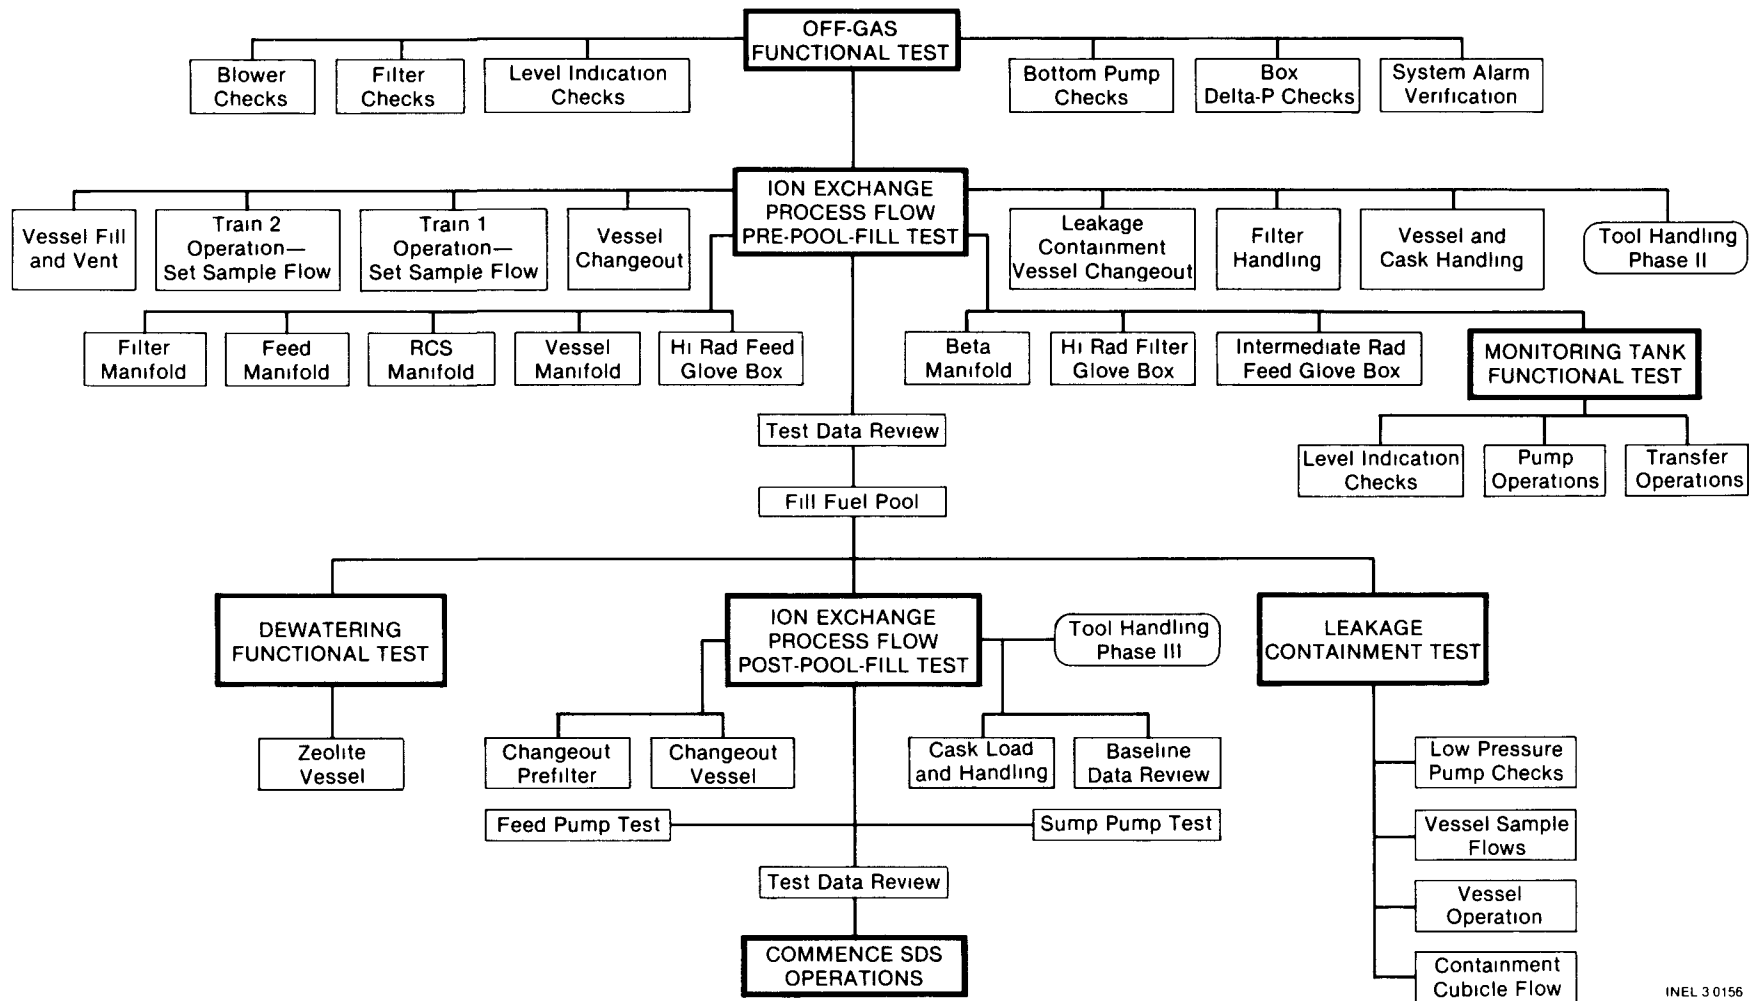 OFF-GAS
FUNCTIONAL TEST
Blower
Checks
Filter
Checks
Level Indication
Checks
Bottom Pump
Checks
Box
Delta-P Checks
System Alarm
Verification
ION EXCHANGE
PROCESS FLOW
PRE-POOL-FILL TEST
Vessel Fill
and Vent
Train 2
Operation—
Set Sample Flow
Train 1
Operation—
Set Sample Flow
Vessel
Changeout
Leakage
Containment
Vessel Changeout
Filter
Handling
Vessel and
Cask Handling
Tool Handling
Phase II
Filter
Manifold
Feed
Manifold
RCS
Manifold
Vessel
Manifold
Hi Rad Feed
Glove Box
Beta
Manifold
Hi Rad Filter
Glove Box
Intermediate Rad
Feed Glove Box
MONITORING TANK
FUNCTIONAL TEST
Level Indication
Checks
Pump
Operations
Transfer
Operations
Test Data Review
Fill Fuel Pool
DEWATERING
FUNCTIONAL TEST
ION EXCHANGE
PROCESS FLOW
POST-POOL-FILL TEST
Tool Handling
Phase III
LEAKAGE
CONTAINMENT TEST
Zeolite
Vessel
Changeout
Prefilter
Changeout
Vessel
Cask Load
and Handling
Baseline
Data Review
Low Pressure
Pump Checks
Feed Pump Test
Sump Pump Test
Vessel Sample
Flows
Test Data Review
Vessel
Operation
COMMENCE SDS
OPERATIONS
Containment
Cubicle Flow
INEL 3 0156